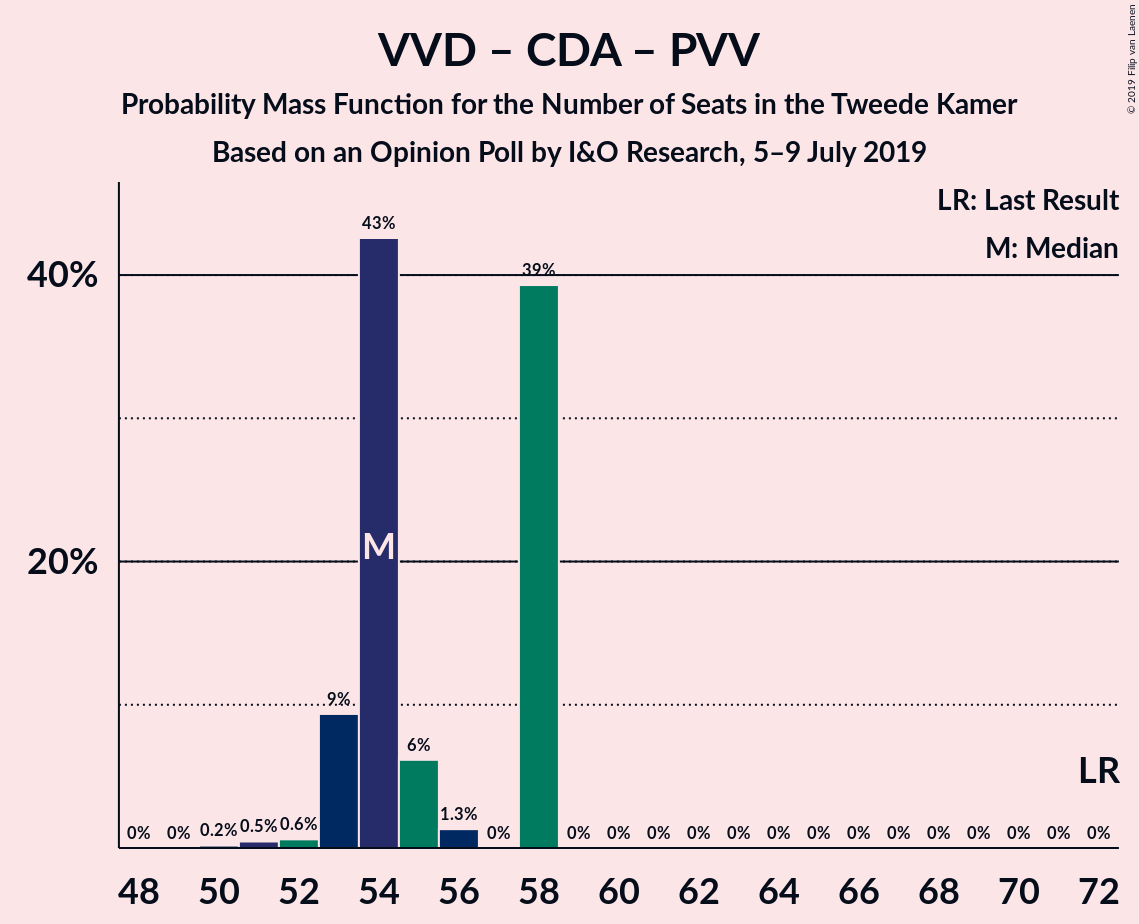 VVD – CDA – PVV
Probability Mass Function for the Number of Seats in the Tweede Kamer
Based on an Opinion Poll by I&O Research, 5–9 July 2019
© 2019 Filip van Laenen
LR: Last Result
M: Median
43%
39%
40%
M
20%
9%
6%
LR
0% 0% 0.2% 0.5% 0.6% 1.3% 0% 0% 0% 0% 0% 0% 0% 0% 0% 0% 0% 0% 0% 0%
48 50 52 54 56 58 60 62 64 66 68 70 72